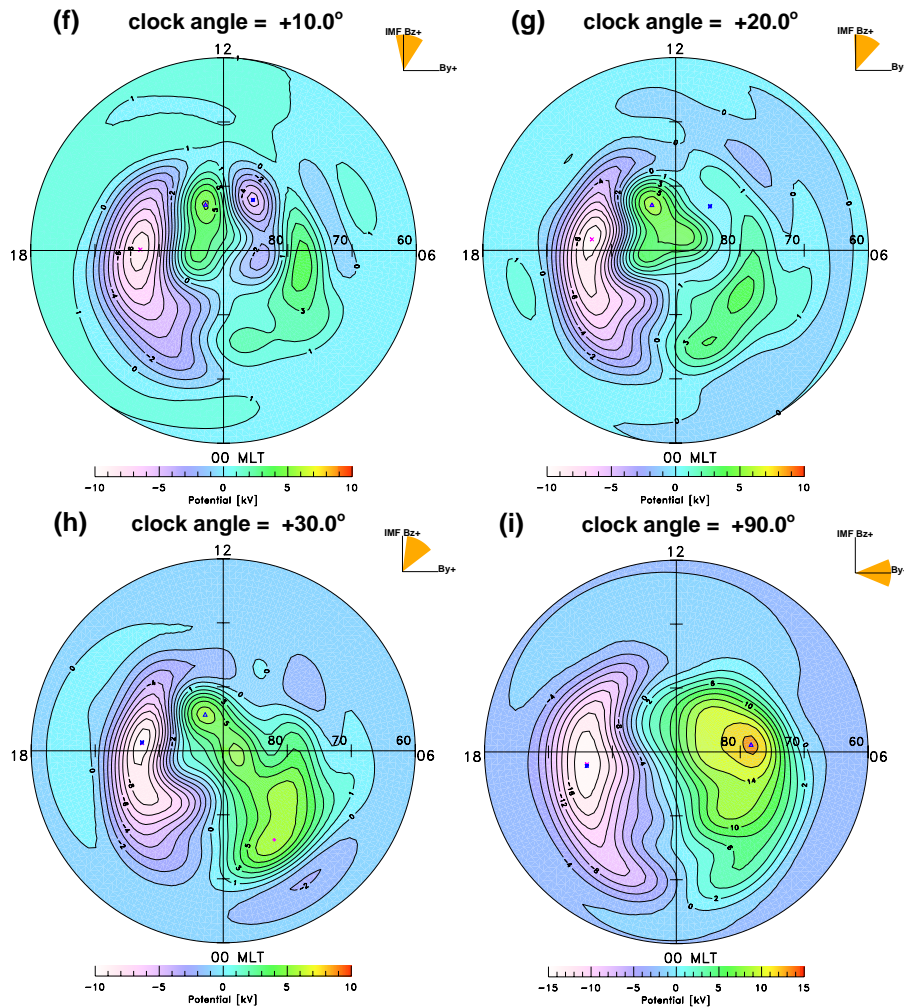 (f) clock angle = +10.0°
IMF Bz+
By+
12
18
80
70
60
06
00 MLT
-10 -5 0 5 10
Potential [kV]
(g) clock angle = +20.0°
IMF Bz+
By+
12
18
80
70
60
06
00 MLT
-10 -5 0 5 10
Potential [kV]
(h) clock angle = +30.0°
IMF Bz+
By+
12
18
80
70
60
06
00 MLT
-10 -5 0 5 10
Potential [kV]
(i) clock angle = +90.0°
IMF Bz+
By+
12
18
80
70
60
06
00 MLT
-15 -10 -5 0 5 10 15
Potential [kV]